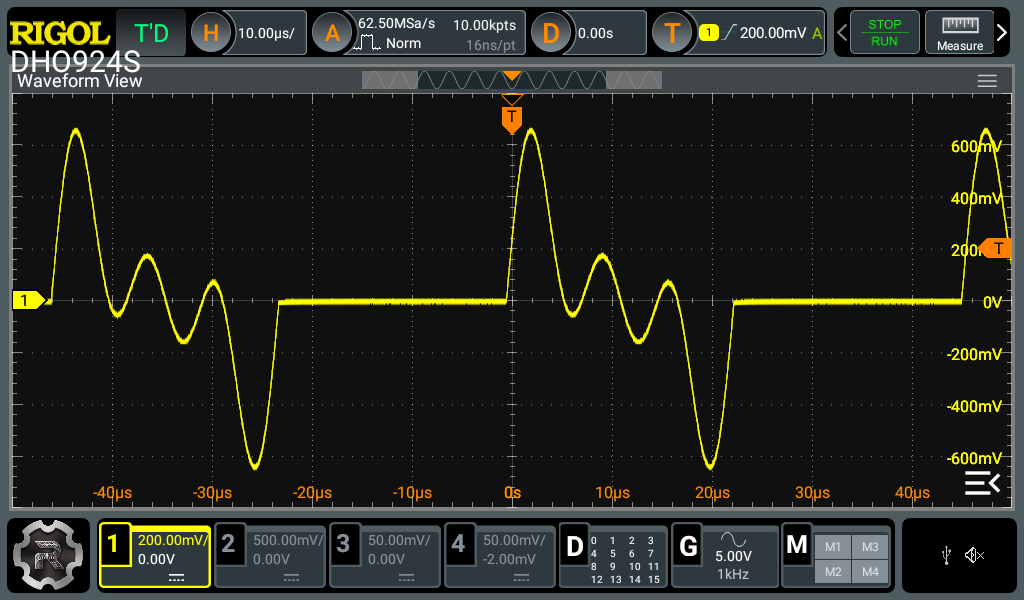 RIGOL T'D H 10.00µs/ A 62.50MSa/s 10.00kpts D 0.00s T 1 200.00mV A STOP
Norm 16ns/pt RUN Measure
DHO924S
Waveform View
T
600mV
400mV
200m T
1 0V
-200mV
-400mV
-600mV
-40µs -30µs -20µs -10µs 0s 10µs 20µs 30µs 40µs
1 200.00mV/ 2 500.00mV/ 3 50.00mV/ 4 50.00mV/ D 0 1 2 3 G 5.00V M M1 M3
0.00V 0.00V 0.00V -2.00mV 4 5 6 7 1kHz M2 M4
8 9 10 11
12 13 14 15
R